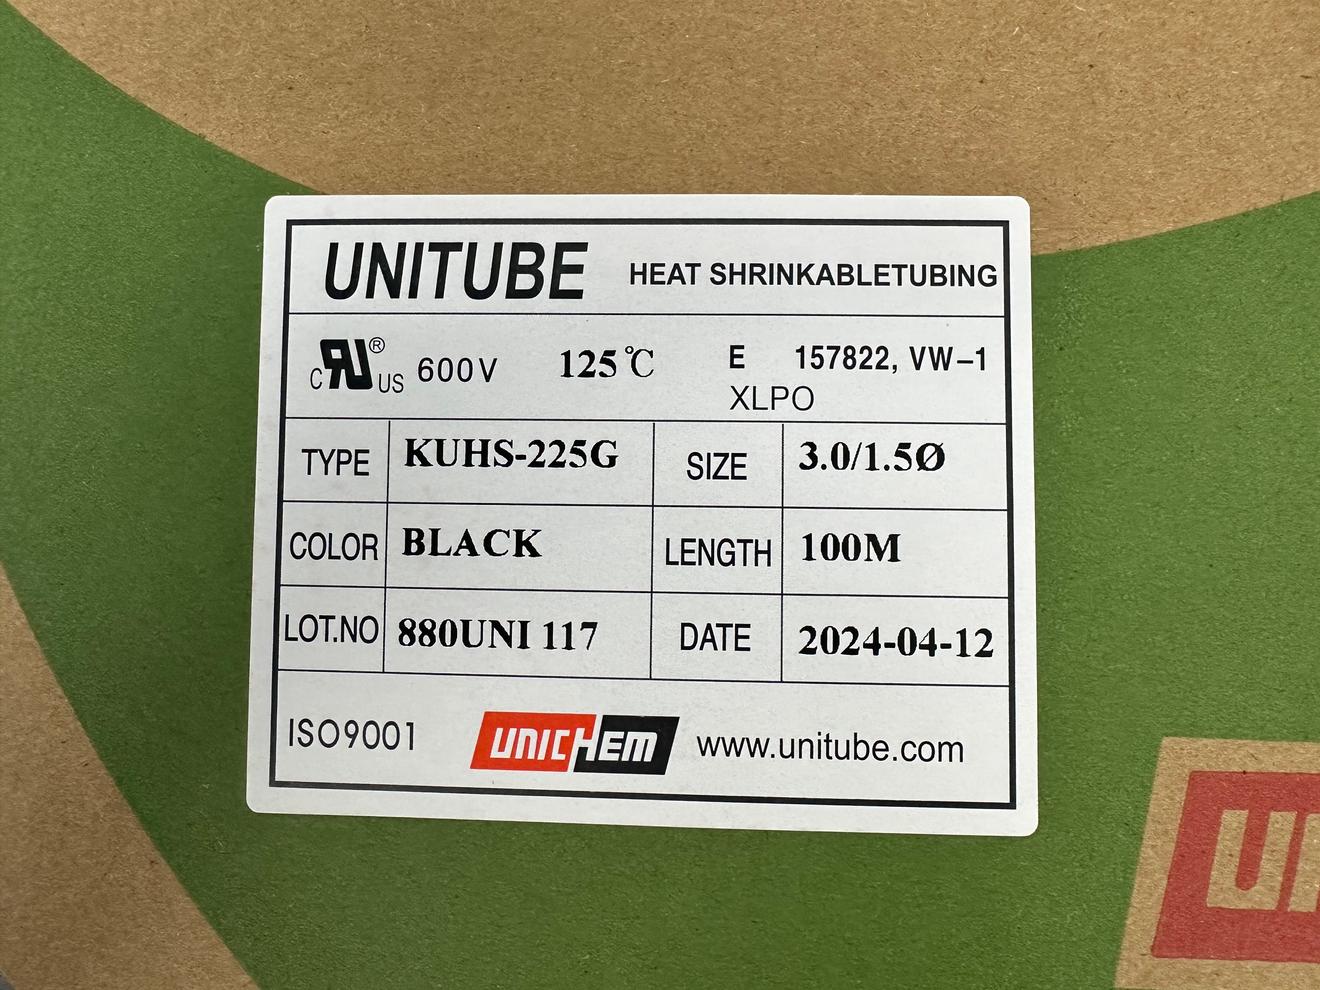 UNITUBE HEAT SHRINKABLETUBING
c RU® US 600V 125℃ E 157822, VW-1
XLPO
TYPE KUHS-225G SIZE 3.0/1.5Ø
COLOR BLACK LENGTH 100M
LOT.NO 880UNI 117 DATE 2024-04-12
ISO9001 UNICHEM www.unitube.com